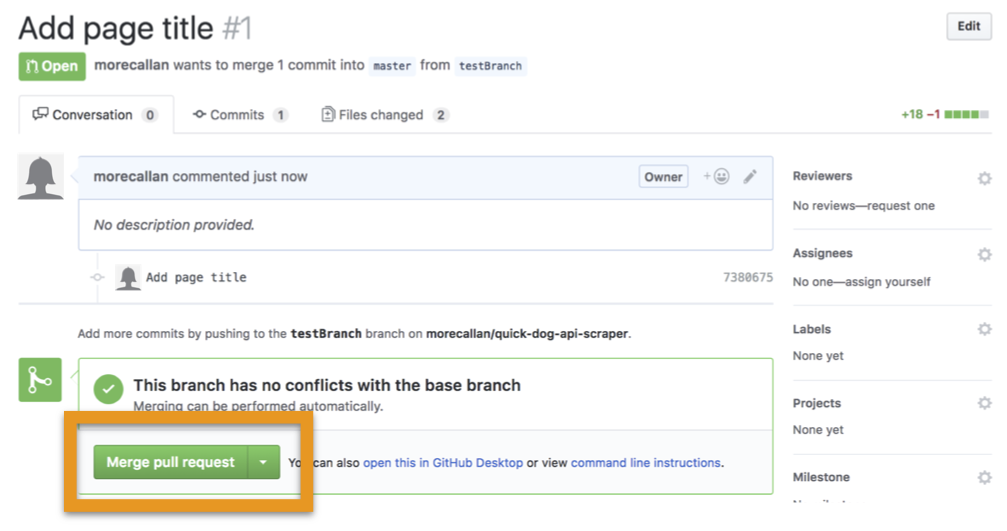 Add page title #1
Edit
Open
morecallan wants to merge 1 commit into master from testBranch
Conversation 0
Commits 1
Files changed 2
+18 −1
morecallan commented just now
Owner
No description provided.
Add page title
7380675
Add more commits by pushing to the testBranch branch on morecallan/quick-dog-api-scraper.
This branch has no conflicts with the base branch
Merging can be performed automatically.
Merge pull request
You can also open this in GitHub Desktop or view command line instructions.
Reviewers
No reviews—request one
Assignees
No one—assign yourself
Labels
None yet
Projects
None yet
Milestone